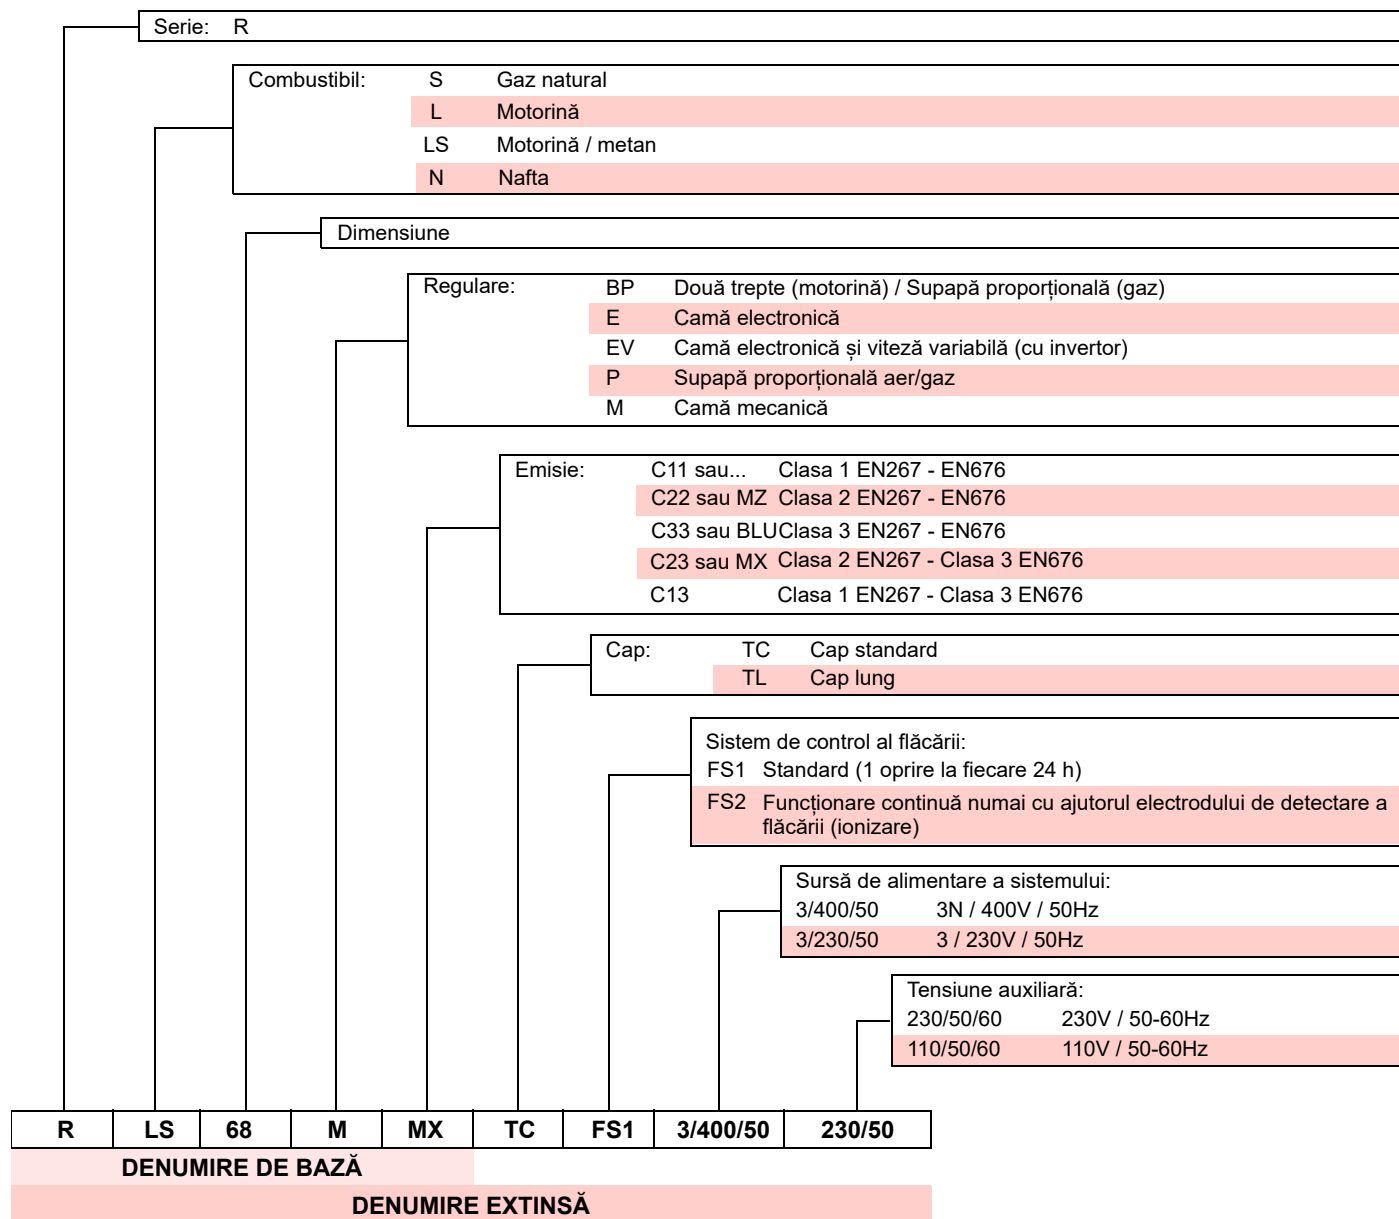 Serie: R
Combustibil: S Gaz natural
L Motorină
LS Motorină / metan
N Nafta
Dimensiune
Regulare: BP Două trepte (motorină) / Supapă proporțională (gaz)
E Camă electronică
EV Camă electronică și viteză variabilă (cu invertor)
P Supapă proporțională aer/gaz
M Camă mecanică
Emisie: C11 sau... Clasa 1 EN267 - EN676
C22 sau MZ Clasa 2 EN267 - EN676
C33 sau BLU Clasa 3 EN267 - EN676
C23 sau MX Clasa 2 EN267 - Clasa 3 EN676
C13 Clasa 1 EN267 - Clasa 3 EN676
Cap: TC Cap standard
TL Cap lung
Sistem de control al flăcării:
FS1 Standard (1 oprire la fiecare 24 h)
FS2 Funcționare continuă numai cu ajutorul electrodului de detectare a
flăcării (ionizare)
Sursă de alimentare a sistemului:
3/400/50 3N / 400V / 50Hz
3/230/50 3 / 230V / 50Hz
Tensiune auxiliară:
230/50/60 230V / 50-60Hz
110/50/60 110V / 50-60Hz
R LS 68 M MX TC FS1 3/400/50 230/50
DENUMIRE DE BAZĂ
DENUMIRE EXTINSĂ